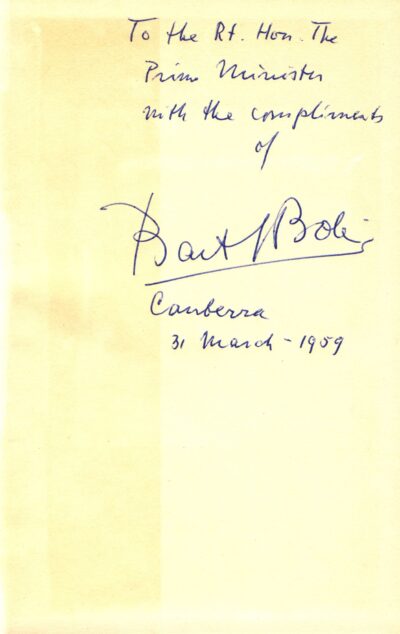 To the Rt. Hon. The
Prime Minister
with the compliments
of
Bart J Bok
Canberra
31 March - 1959